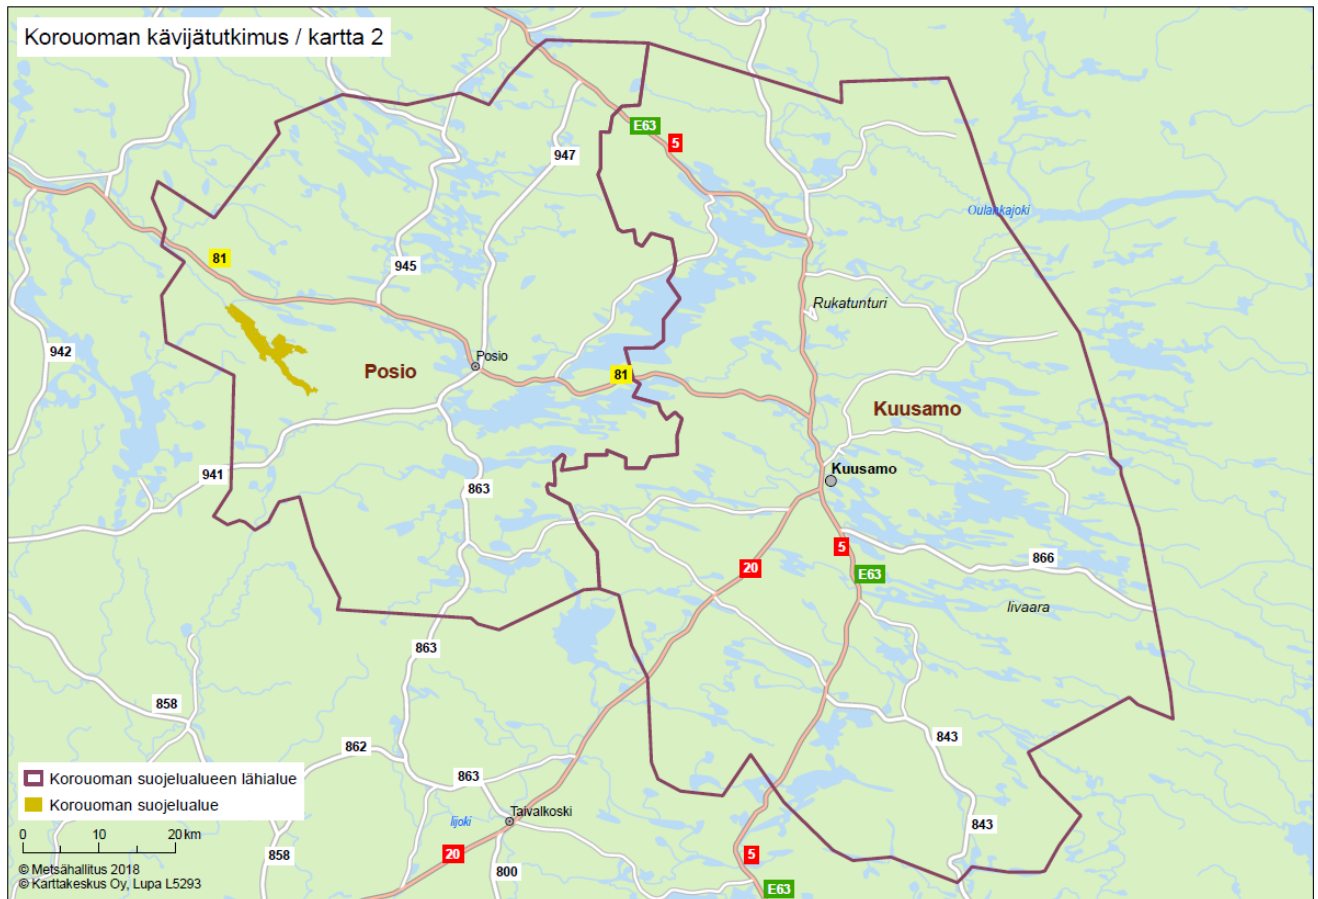 Korouoman kävijätutkimus / kartta 2
E63
5
947
Oulankajoki
81
945
Rukatunturi
942
Posio
Posio
81
Kuusamo
Kuusamo
941
863
5
20
E63
866
Iivaara
863
858
843
862
863
Korouoman suojelualueen lähialue
Korouoman suojelualue
Taivalkoski
Iijoki
843
0 10 20 km
858
20
5
800
E63
© Metsähallitus 2018
© Karttakeskus Oy, Lupa L5293